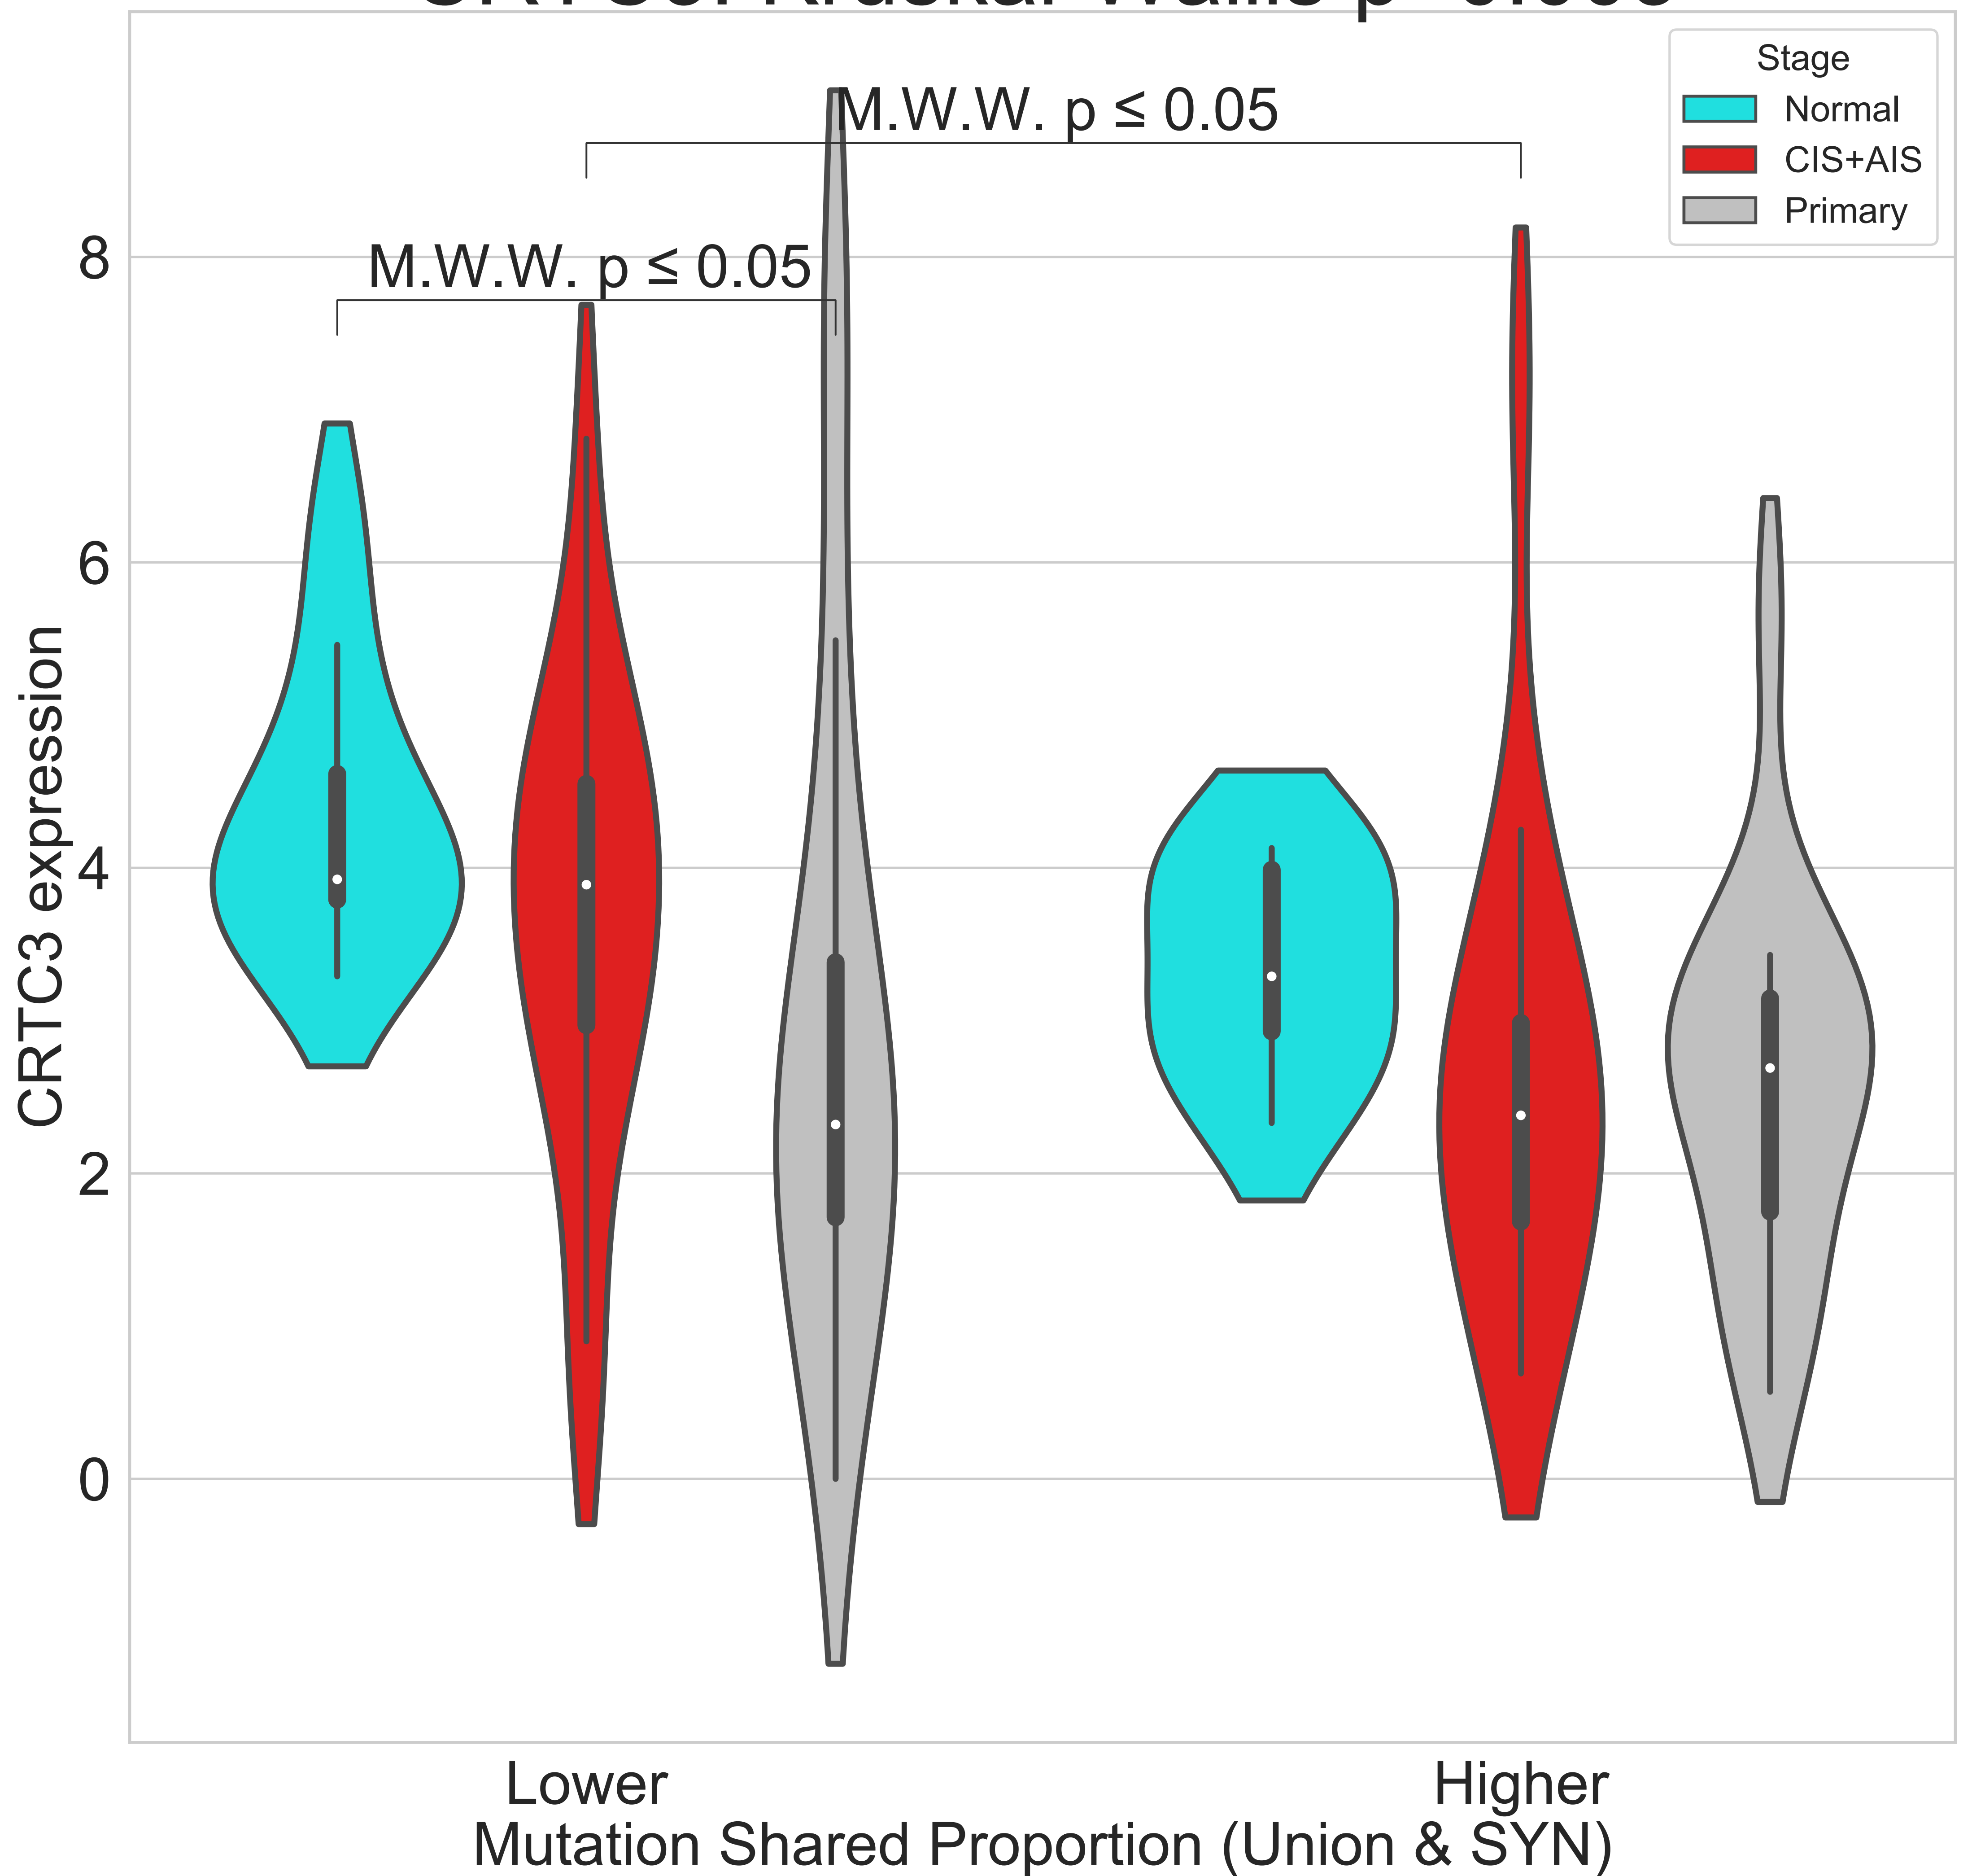 Stage
Normal
CIS+AIS
Primary
M.W.W. p ≤ 0.05
M.W.W. p ≤ 0.05
8
6
4
2
0
CRTC3 expression
Lower
Higher
Mutation Shared Proportion (Union & SYN)